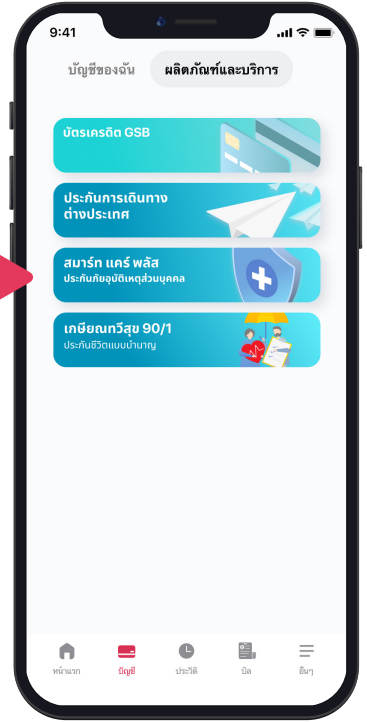 9:41
บัญชีของฉัน
ผลิตภัณฑ์และบริการ
บัตรเครดิต GSB
ประกันการเดินทาง
ต่างประเทศ
สมาร์ท แคร์ พลัส
ประกันภัยอุบัติเหตุส่วนบุคคล
เกษียณทวีสุข 90/1
ประกันชีวิตแบบบำนาญ
หน้าแรก
บัญชี
ประวัติ
บิล
อื่นๆ